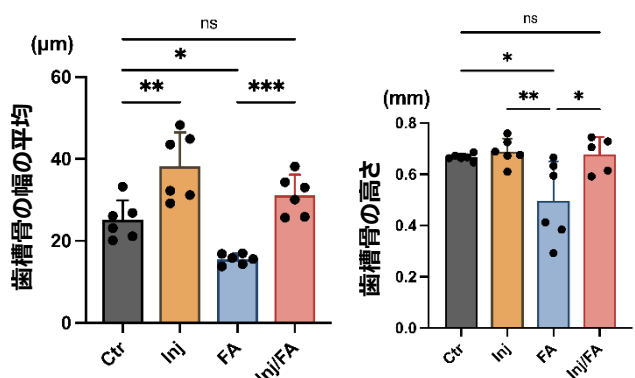 ns
(μm)
*
** ***
60
40
20
0
歯槽骨の幅の平均
Ctr
Inj
FA
Inj/FA
ns
*
(mm)
** *
0.8
0.6
0.4
0.2
0.0
歯槽骨の高さ
Ctr
Inj
FA
Inj/FA